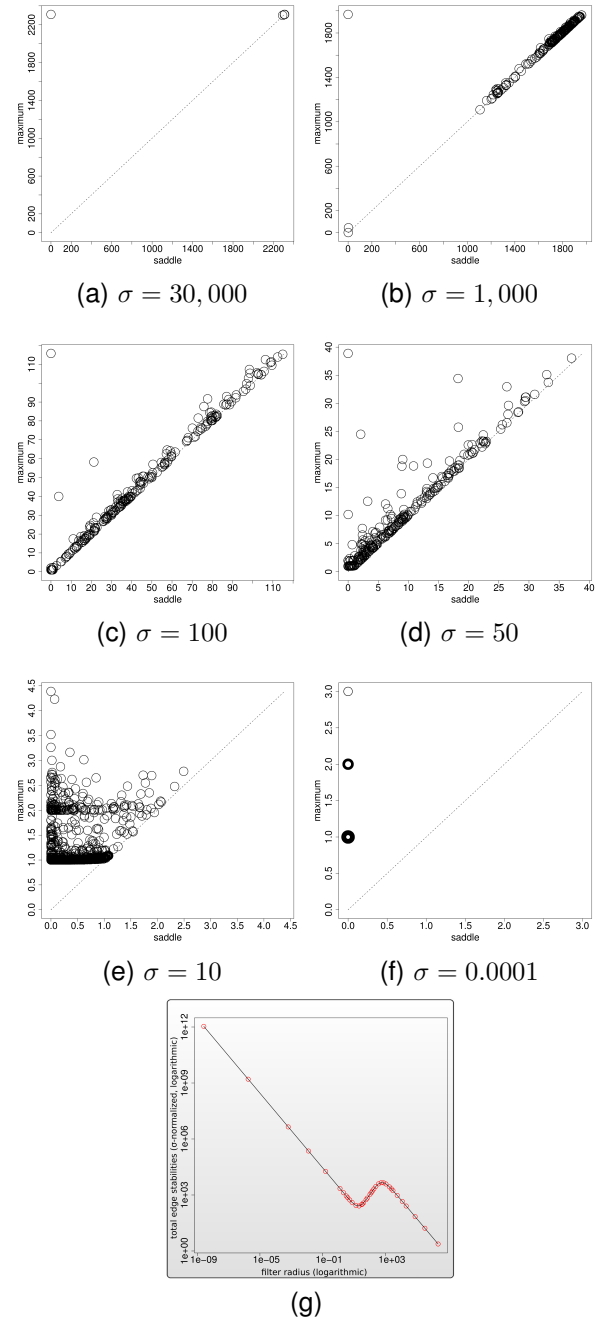 maximum
0 200 600 1000 1400 1800 2200
0 200 600 1000 1400 1800 2200
saddle
(a) σ = 30,000
maximum
0 200 600 1000 1400 1800
0 200 600 1000 1400 1800
saddle
(b) σ = 1,000
maximum
0 10 20 30 40 50 60 70 90 110
0 10 20 30 40 50 60 70 80 90 110
saddle
(c) σ = 100
maximum
0 5 10 15 20 25 30 35 40
0 5 10 15 20 25 30 35 40
saddle
(d) σ = 50
maximum
0.0 0.5 1.0 1.5 2.0 2.5 3.0 3.5 4.0 4.5
0.0 0.5 1.0 1.5 2.0 2.5 3.0 3.5 4.0 4.5
saddle
(e) σ = 10
maximum
0.0 0.5 1.0 1.5 2.0 2.5 3.0
0.0 0.5 1.0 1.5 2.0 2.5 3.0
saddle
(f) σ = 0.0001
total edge stabilities (σ-normalized, logarithmic)
1e+00 1e+03 1e+06 1e+09 1e+12
1e−09 1e−05 1e−01 1e+03
filter radius (logarithmic)
(g)